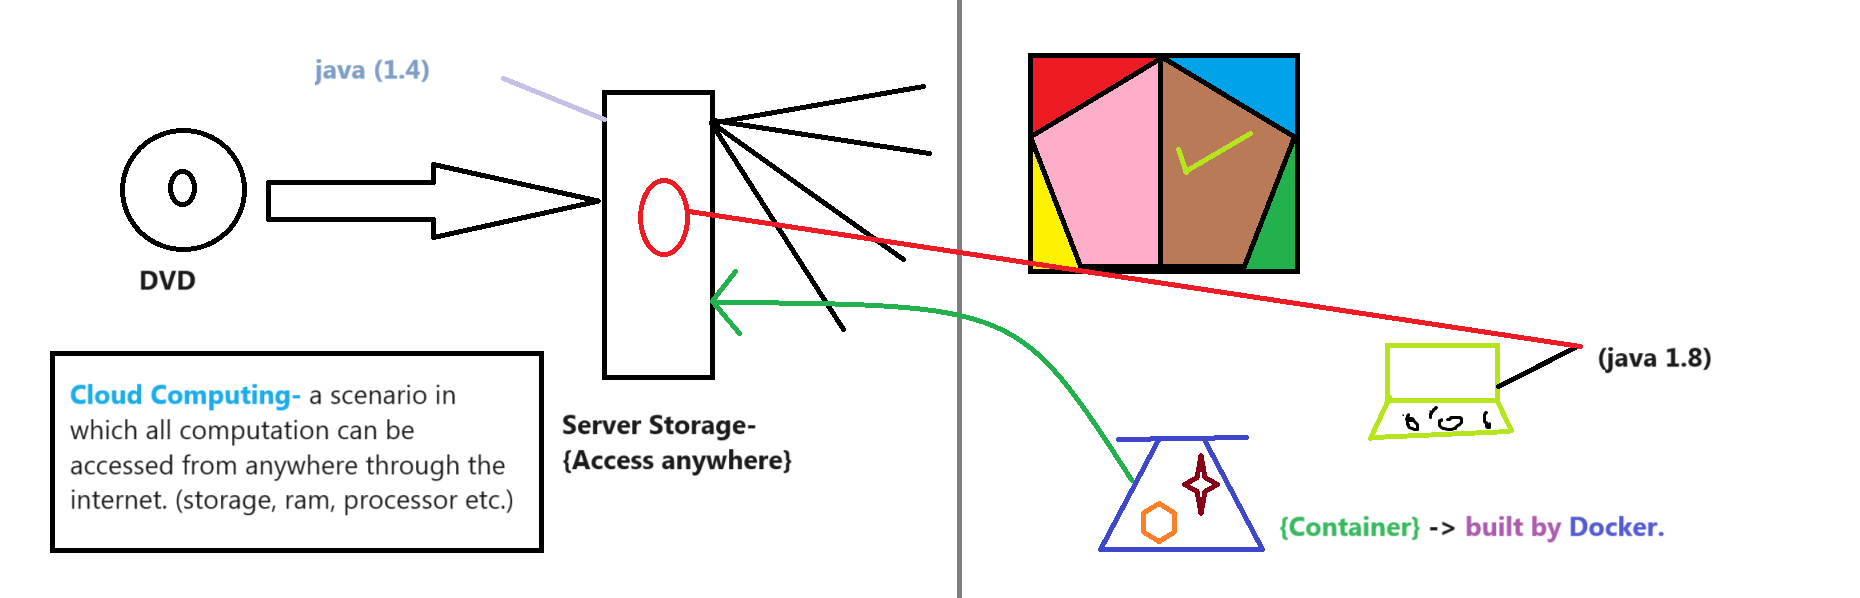 java (1.4)
DVD
Cloud Computing- a scenario in
which all computation can be
accessed from anywhere through the
internet. (storage, ram, processor etc.)
Server Storage-
{Access anywhere}
(java 1.8)
{Container} -> built by Docker.